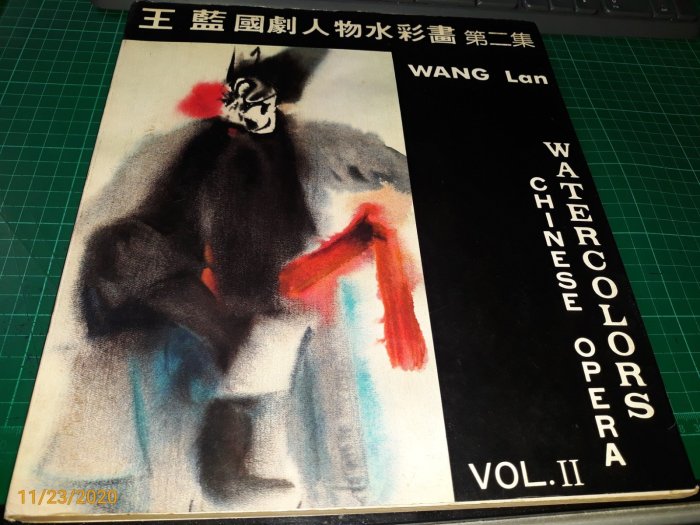 王 藍 國劇人物水彩畫 第二集
WANG Lan
WATERCOLORS
CHINESE OPERA
VOL.II
11/23/2020